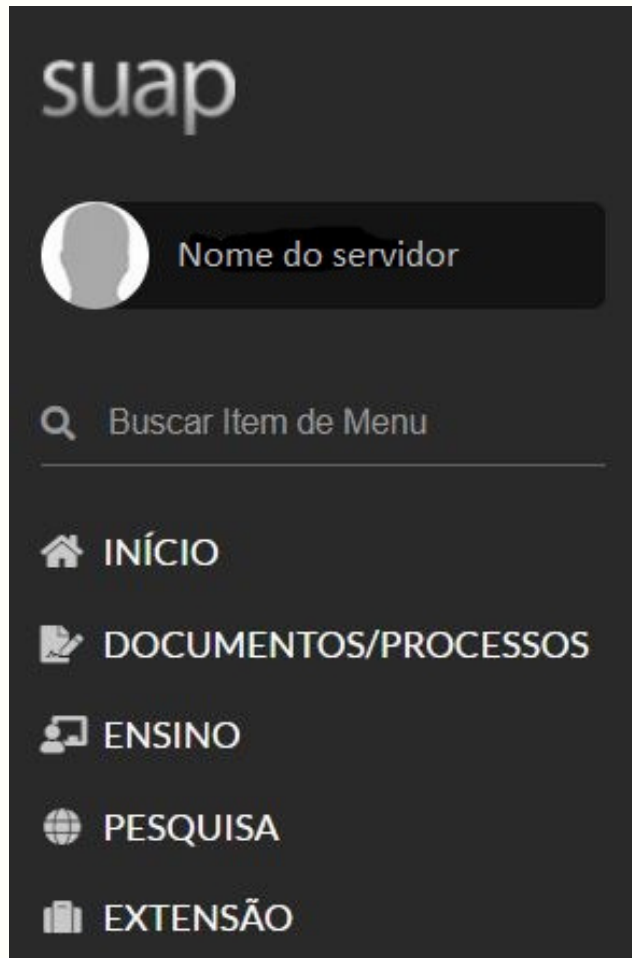 suap
Nome do servidor
Buscar Item de Menu
INÍCIO
DOCUMENTOS/PROCESSOS
ENSINO
PESQUISA
EXTENSÃO